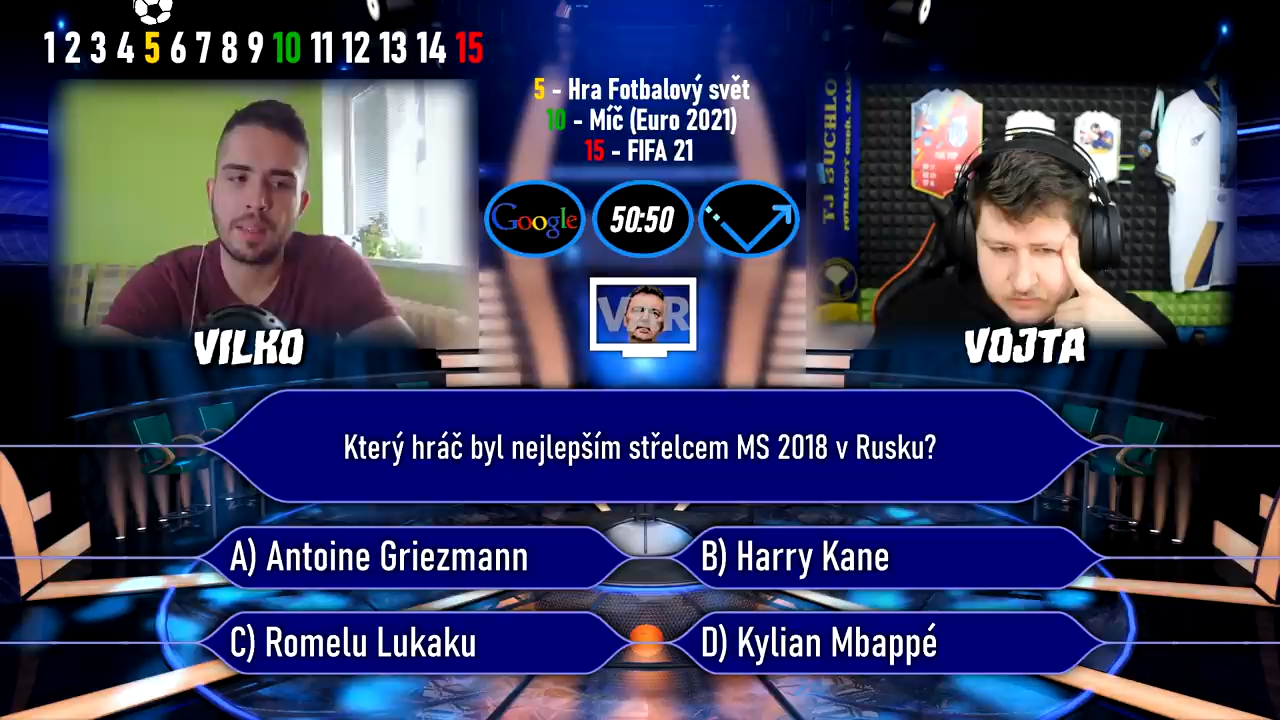 1 2 3 4 5 6 7 8 9 10 11 12 13 14 15
5 - Hra Fotbalový svět
10 - Míč (Euro 2021)
15 - FIFA 21
Google
50:50
VAR
TJ BUCHLO
VILKO
VOJTA
Který hráč byl nejlepším střelcem MS 2018 v Rusku?
A) Antoine Griezmann
B) Harry Kane
C) Romelu Lukaku
D) Kylian Mbappé